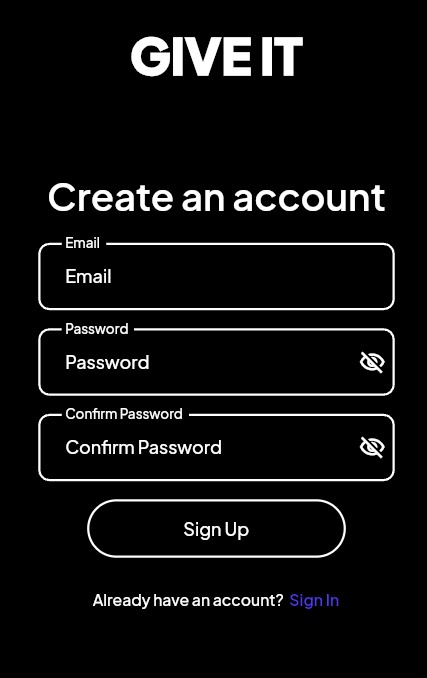 GIVE IT
Create an account
Email
Email
Password
Password
Confirm Password
Confirm Password
Sign Up
Already have an account? Sign In